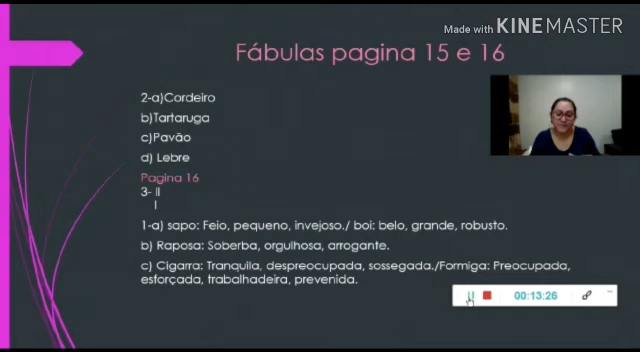 Made with KINEMASTER
Fábulas pagina 15 e 16
2-a)Cordeiro
b)Tartaruga
c)Pavão
d) Lebre
Pagina 16
3- II
I
1-a) sapo: Feio, pequeno, invejoso./ boi: belo, grande, robusto.
b) Raposa: Soberba, orgulhosa, arrogante.
c) Cigarra: Tranquila, despreocupada, sossegada./Formiga: Preocupada,
esforçada, trabalhadeira, prevenida.
00:13:26